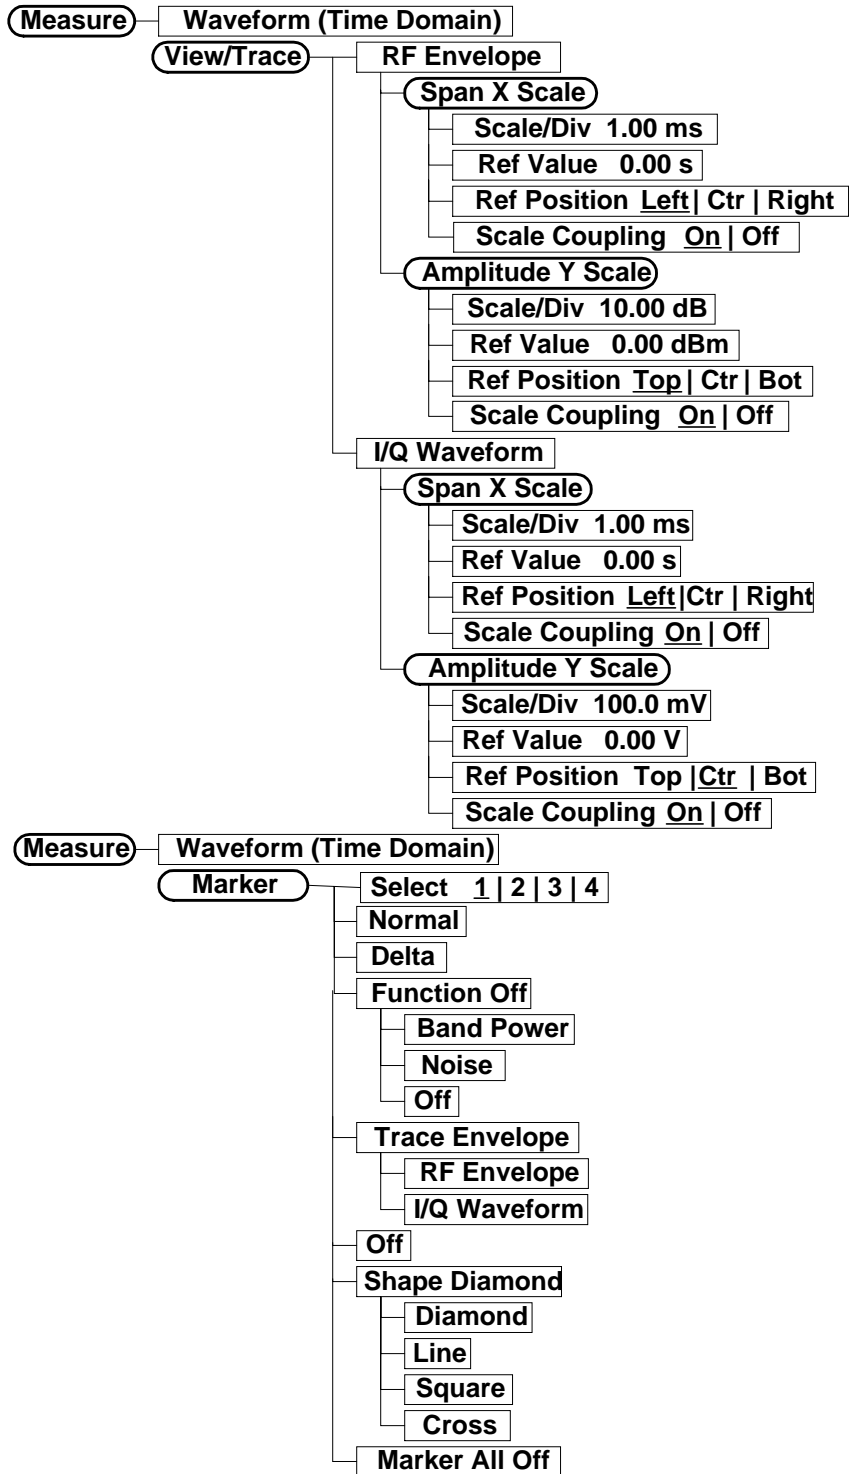 Measure Waveform (Time Domain)
View/Trace RF Envelope
Span X Scale
Scale/Div 1.00 ms
Ref Value 0.00 s
Ref Position Left| Ctr | Right
Scale Coupling On | Off
Amplitude Y Scale
Scale/Div 10.00 dB
Ref Value 0.00 dBm
Ref Position Top | Ctr | Bot
Scale Coupling On | Off
I/Q Waveform
Span X Scale
Scale/Div 1.00 ms
Ref Value 0.00 s
Ref Position Left|Ctr | Right
Scale Coupling On | Off
Amplitude Y Scale
Scale/Div 100.0 mV
Ref Value 0.00 V
Ref Position Top |Ctr | Bot
Scale Coupling On | Off
Measure Waveform (Time Domain)
Marker Select 1 | 2 | 3 | 4
Normal
Delta
Function Off
Band Power
Noise
Off
Trace Envelope
RF Envelope
I/Q Waveform
Off
Shape Diamond
Diamond
Line
Square
Cross
Marker All Off